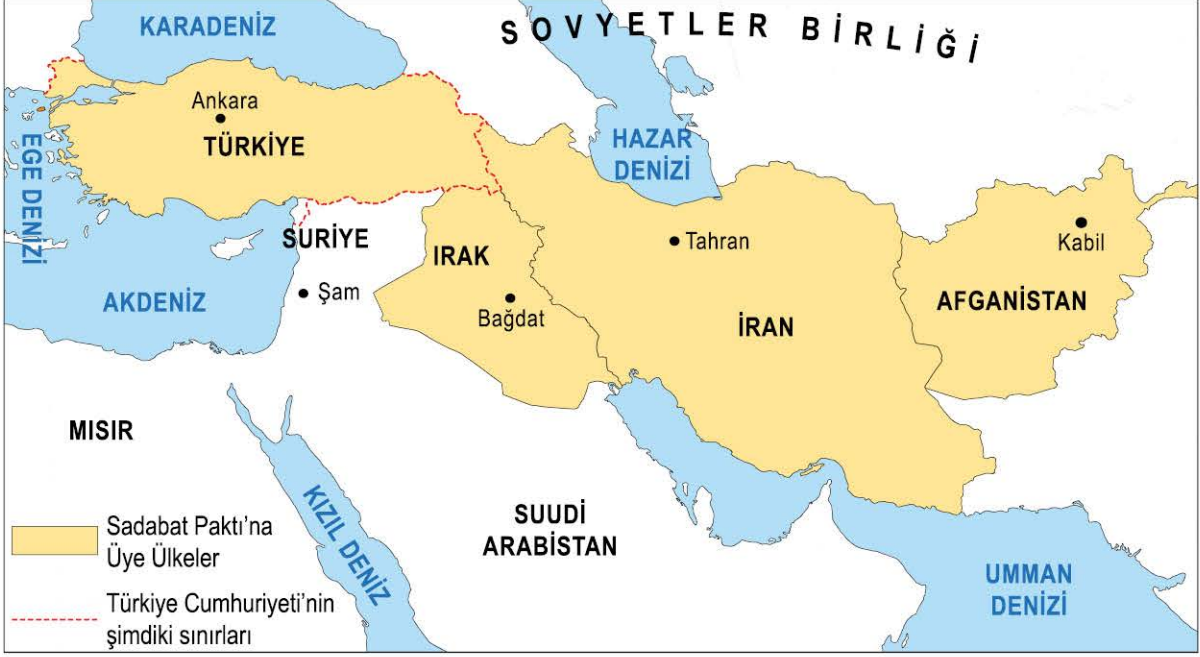 KARADENİZ
SOVYETLER BİRLİĞİ
Ankara
TÜRKİYE
EGE DENİZİ
HAZAR
DENİZİ
SURİYE
IRAK
Tahran
Kabil
AKDENİZ
Şam
Bağdat
İRAN
AFGANİSTAN
MISIR
KIZIL DENİZ
SUUDİ
ARABİSTAN
UMMAN
DENİZİ
Sadabat Paktı’na
Üye Ülkeler
Türkiye Cumhuriyeti’nin
şimdiki sınırları